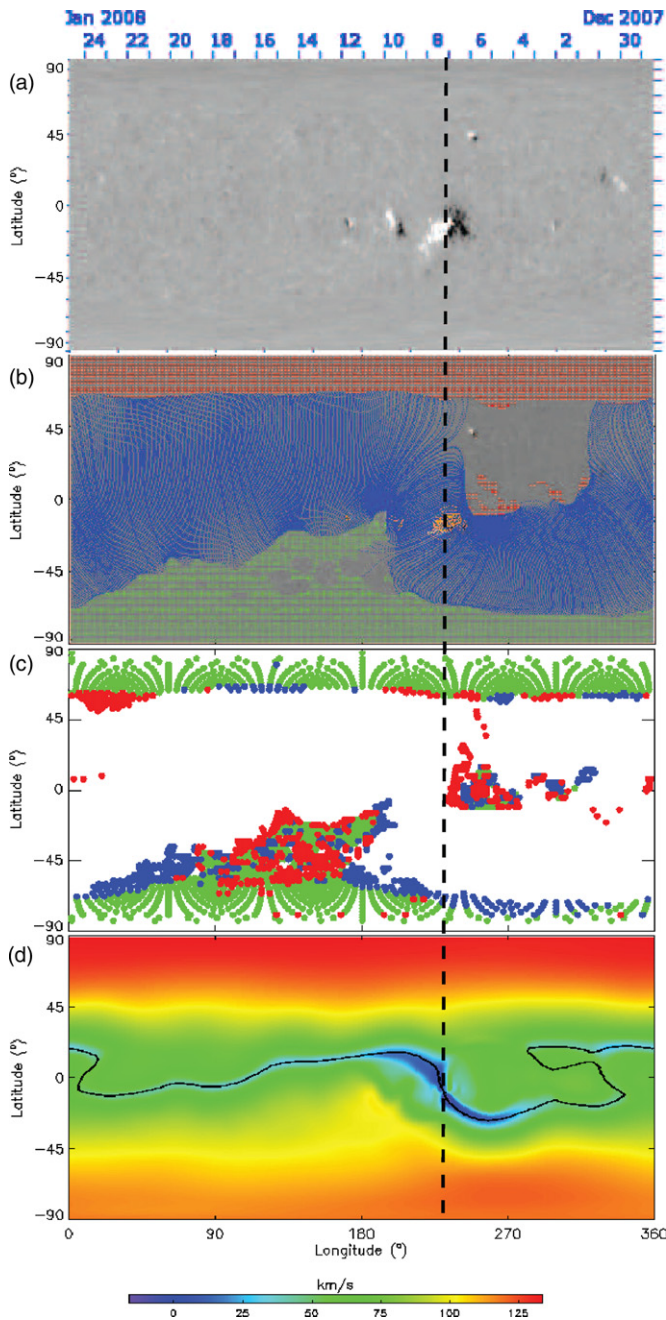 Jan 2008 Dec 2007
24 22 20 18 16 14 12 10 8 6 4 2 30
(a)
90
45
0
-45
-90
Latitude (°)
(b)
90
45
0
-45
-90
Latitude (°)
(c)
90
45
0
-45
-90
Latitude (°)
(d)
90
45
0
-45
-90
Latitude (°)
0 90 180 270 360
Longitude (°)
km/s
0 25 50 75 100 125